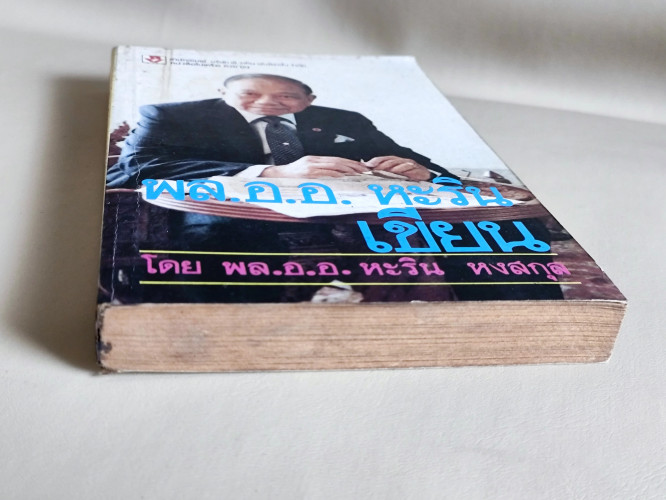 พล.อ.อ. หะริน
เขียน
โดย พล.อ.อ. หะริน หงสกุล